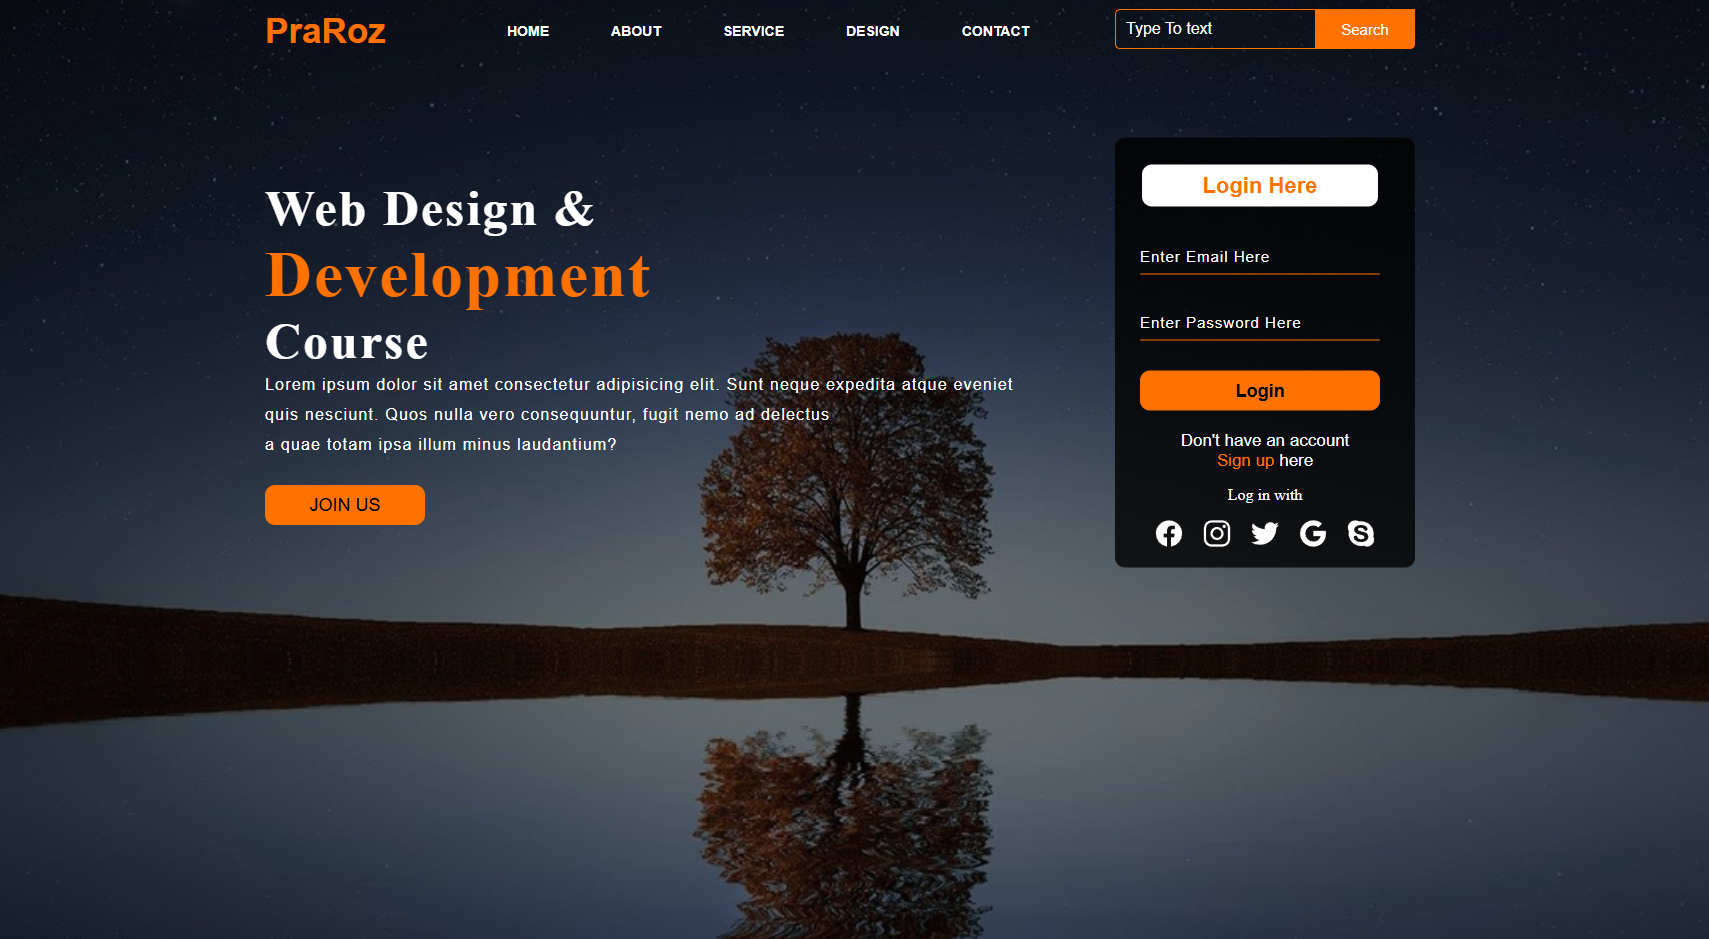 PraRoz
HOME
ABOUT
SERVICE
DESIGN
CONTACT
Type To text
Search
Web Design &
Development
Course
Lorem ipsum dolor sit amet consectetur adipisicing elit. Sunt neque expedita atque eveniet
quis nesciunt. Quos nulla vero consequuntur, fugit nemo ad delectus
a quae totam ipsa illum minus laudantium?
JOIN US
Login Here
Enter Email Here
Enter Password Here
Login
Don't have an account
Sign up here
Log in with